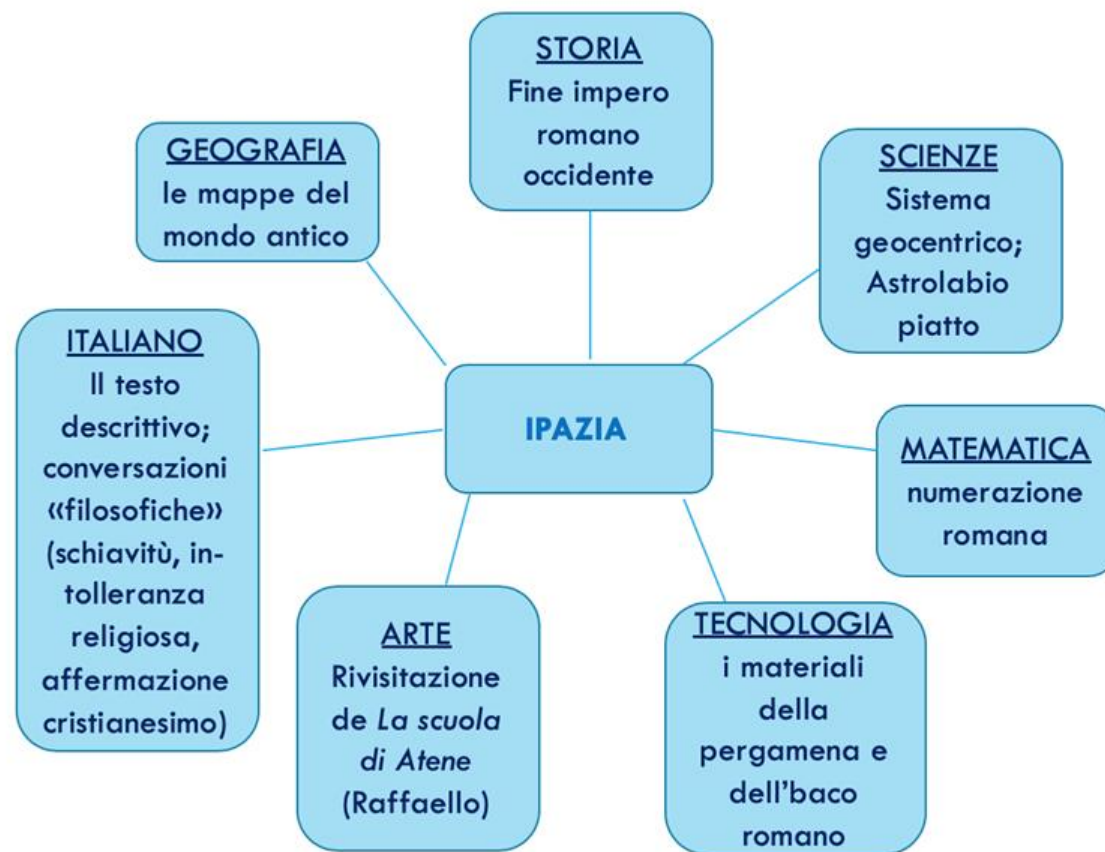 STORIA
Fine impero
romano
occidente
GEOGRAFIA
le mappe del
mondo antico
SCIENZE
Sistema
geocentrico;
Astrolabio
piatto
ITALIANO
Il testo
descrittivo;
conversazioni
«filosofiche»
(schiavitù, in-
tolleranza
religiosa,
affermazione
cristianesimo)
IPAZIA
MATEMATICA
numerazione
romana
ARTE
Rivisitazione
de La scuola
di Atene
(Raffaello)
TECNOLOGIA
i materiali
della
pergamena e
dell'baco
romano